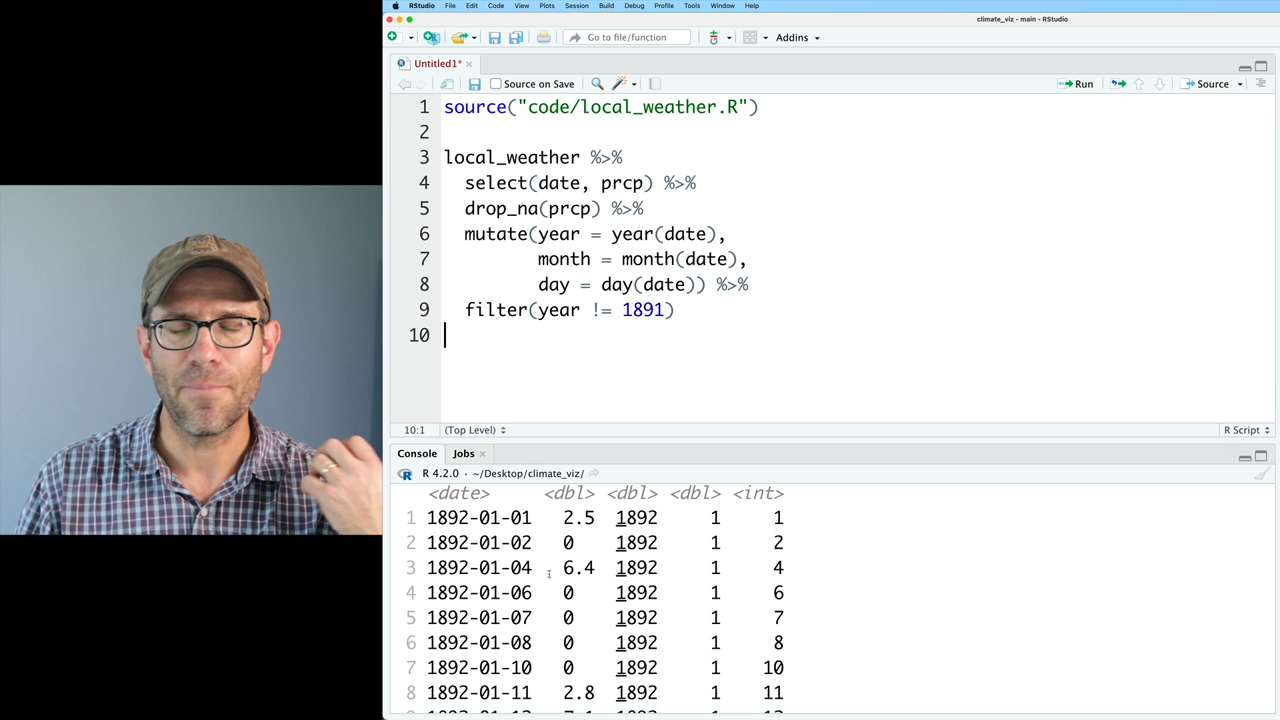 RStudio File Edit Code View Plots Session Build Debug Profile Tools Window Help
climate_viz - main - RStudio
Go to file/function Addins
Untitled1*
Source on Save Run Source
1 source("code/local_weather.R")
2
3 local_weather %>%
4 select(date, prcp) %>%
5 drop_na(prcp) %>%
6 mutate(year = year(date),
7 month = month(date),
8 day = day(date)) %>%
9 filter(year != 1891)
10
10:1 (Top Level) R Script
Console Jobs
R 4.2.0 · ~/Desktop/climate_viz/
<date> <dbl> <dbl> <dbl> <int>
1 1892-01-01 2.5 1892 1 1
2 1892-01-02 0 1892 1 2
3 1892-01-04 6.4 1892 1 4
4 1892-01-06 0 1892 1 6
5 1892-01-07 0 1892 1 7
6 1892-01-08 0 1892 1 8
7 1892-01-10 0 1892 1 10
8 1892-01-11 2.8 1892 1 11